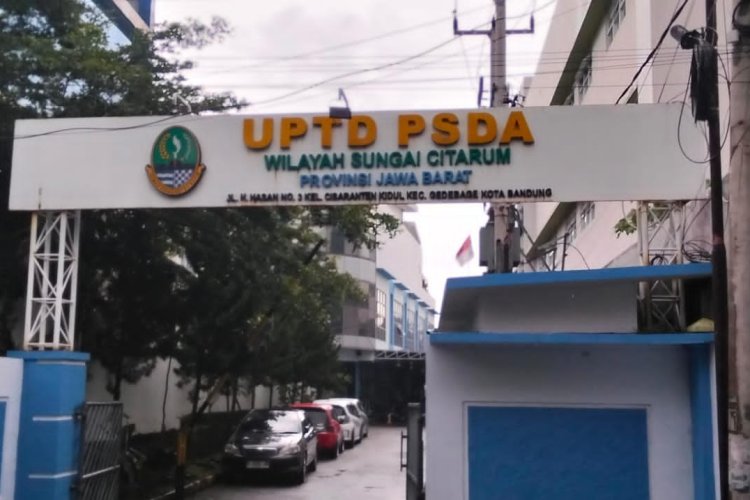 UPTD PSDA
WILAYAH SUNGAI CITARUM
PROVINSI JAWA BARAT
JL. H. HASAN NO. 3 KEL. CISARANTEN KIDUL KEC. GEDEBAGE KOTA BANDUNG